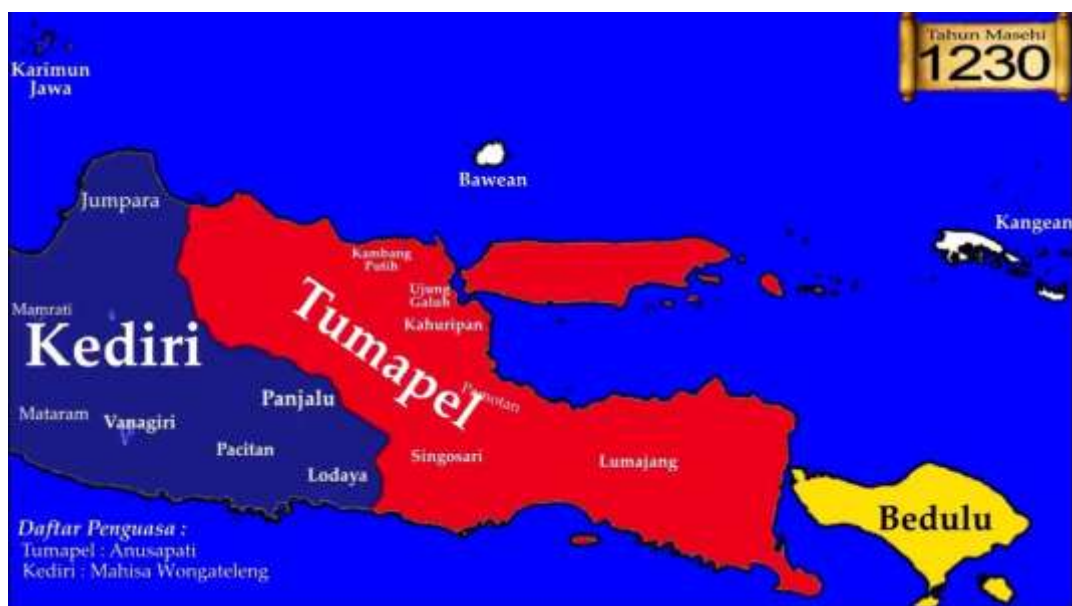 Tahun Masehi
1230
Karimun
Jawa
Bawean
Jumpara
Kangean
Kambang
Putih
Ujung
Galuh
Kahuripan
Mamrati
Kediri
Tumapel
Pamotan
Panjalu
Mataram
Vanagiri
Pacitan
Singosari
Lumajang
Lodaya
Bedulu
Daftar Penguasa :
Tumapel : Anusapati
Kediri : Mahisa Wongateleng